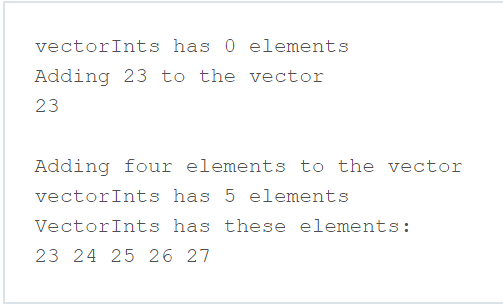 vectorInts has 0 elements
Adding 23 to the vector
23
Adding four elements to the vector
vectorInts has 5 elements
VectorInts has these elements:
23 24 25 26 27